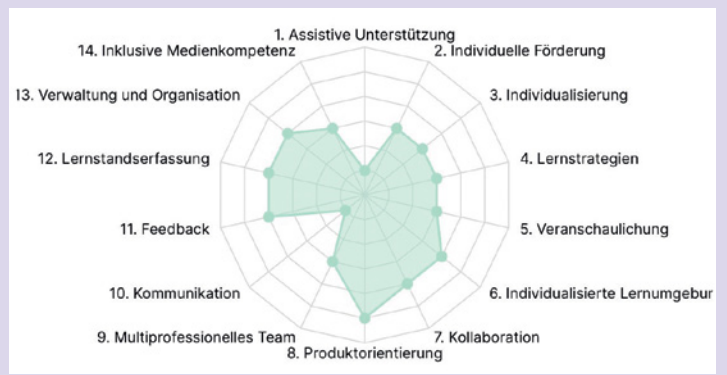 1. Assistive Unterstützung
2. Individuelle Förderung
3. Individualisierung
4. Lernstrategien
5. Veranschaulichung
6. Individualisierte Lernumgebur
7. Kollaboration
8. Produktorientierung
9. Multiprofessionelles Team
10. Kommunikation
11. Feedback
12. Lernstandserfassung
13. Verwaltung und Organisation
14. Inklusive Medienkompetenz